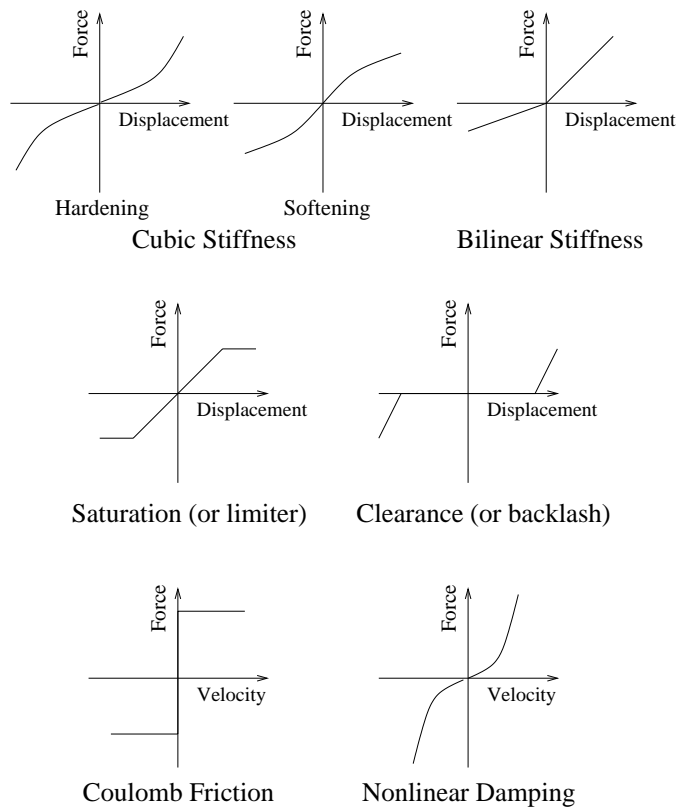 Force
Force
Force
Displacement
Displacement
Displacement
Hardening
Softening
Cubic Stiffness
Bilinear Stiffness
Force
Force
Displacement
Displacement
Saturation (or limiter)
Clearance (or backlash)
Force
Force
Velocity
Velocity
Coulomb Friction
Nonlinear Damping